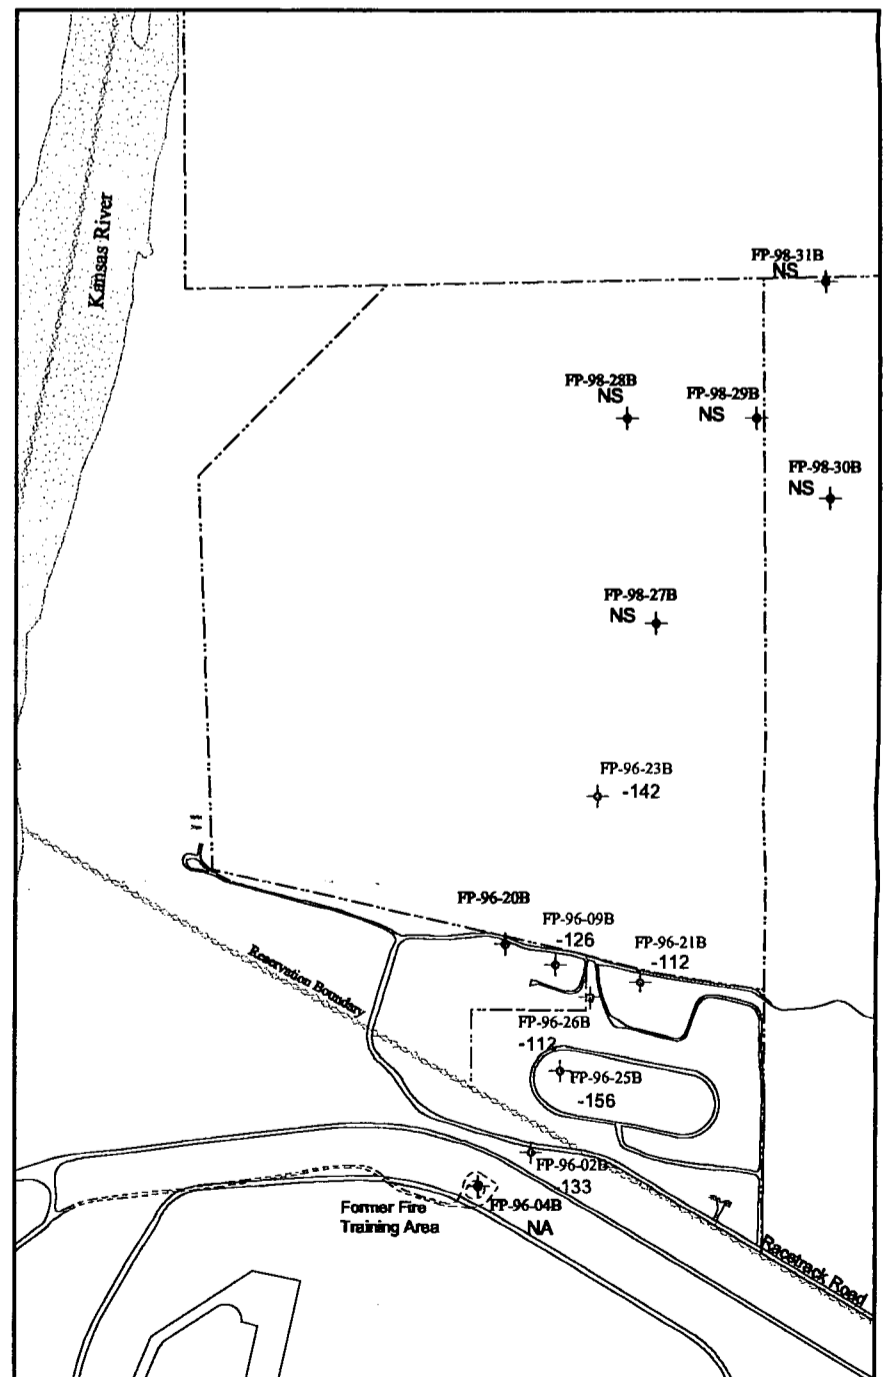 Kansas River
FP-98-31B
NS
FP-98-28B
NS
FP-98-29B
NS
FP-98-30B
NS
FP-98-27B
NS
FP-96-23B
-142
FP-96-20B
FP-96-09B
-126
FP-96-21B
-112
Reservation Boundary
FP-96-26B
-112
FP-96-25B
-156
FP-96-02B
-133
FP-96-04B
NA
Former Fire
Training Area
Racetrack Road